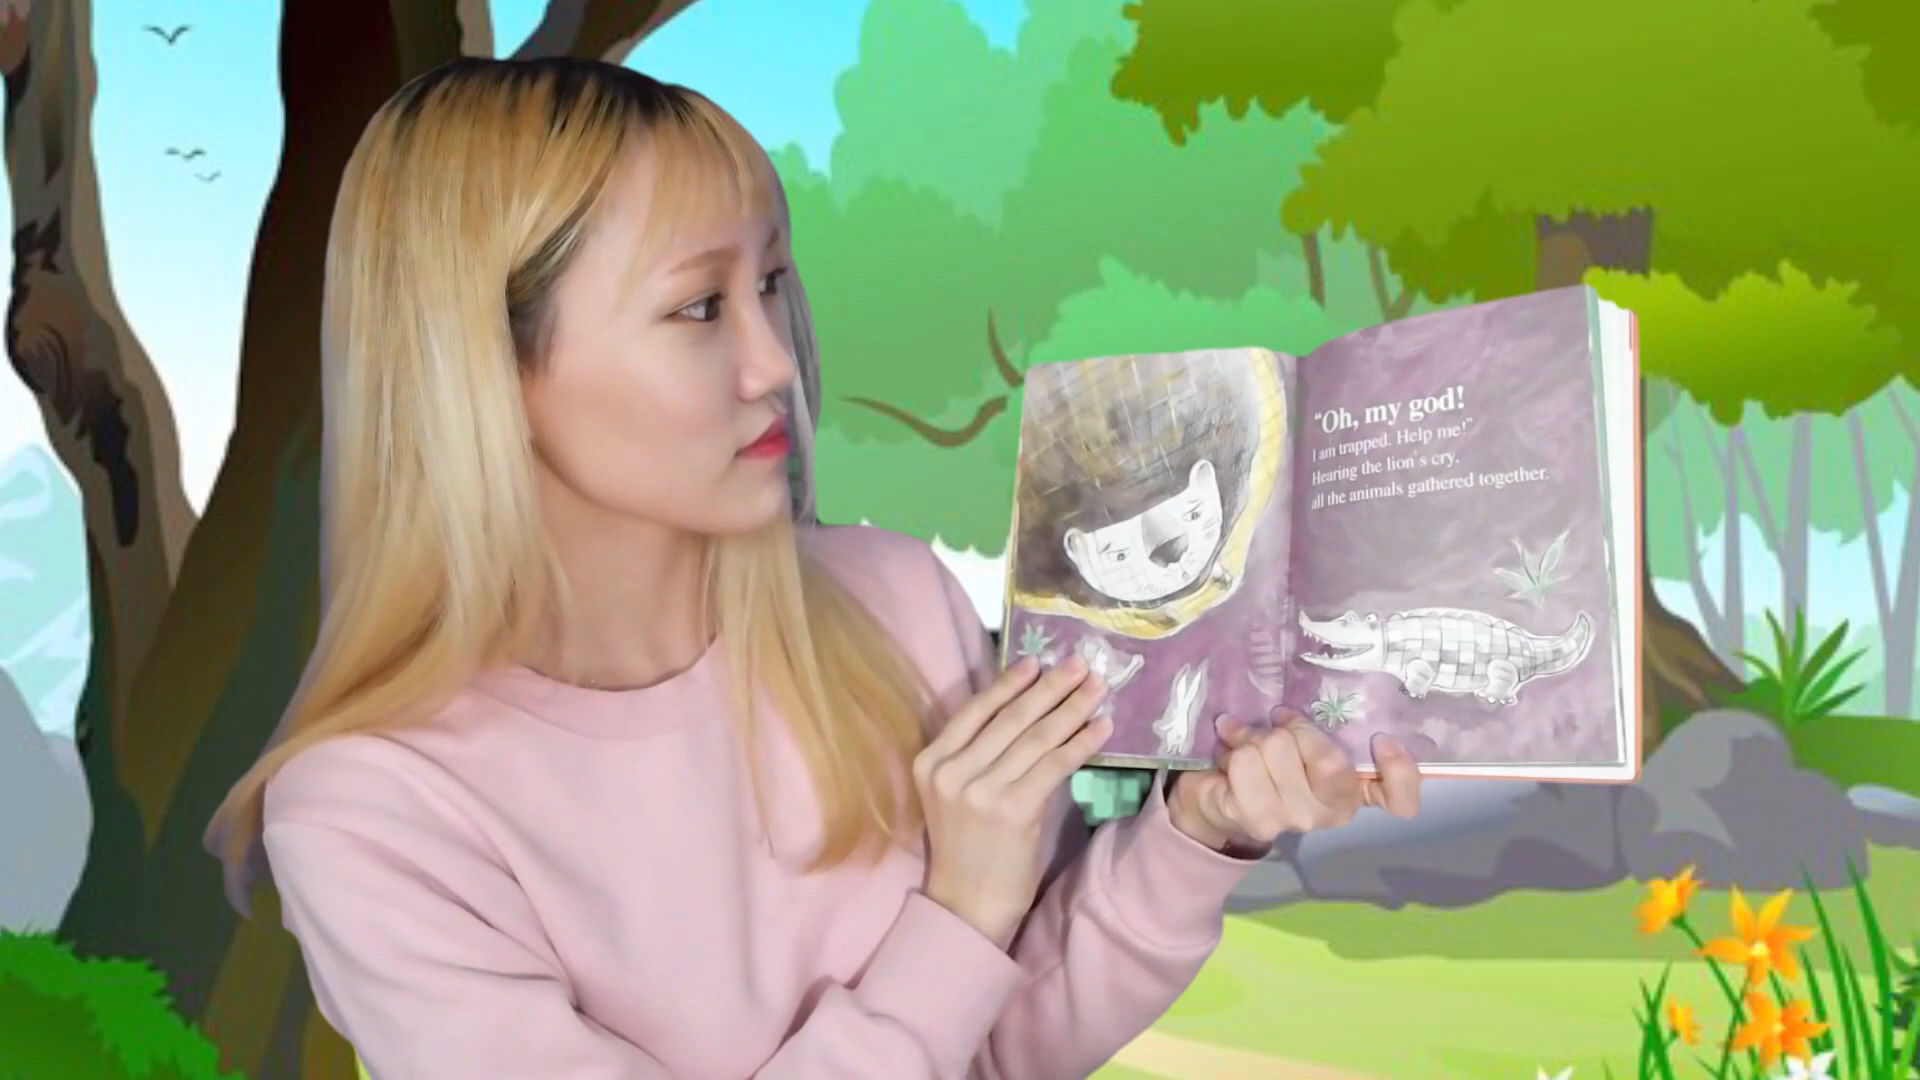 “Oh, my god!
I am trapped. Help me!”
Hearing the lion's cry,
all the animals gathered together.